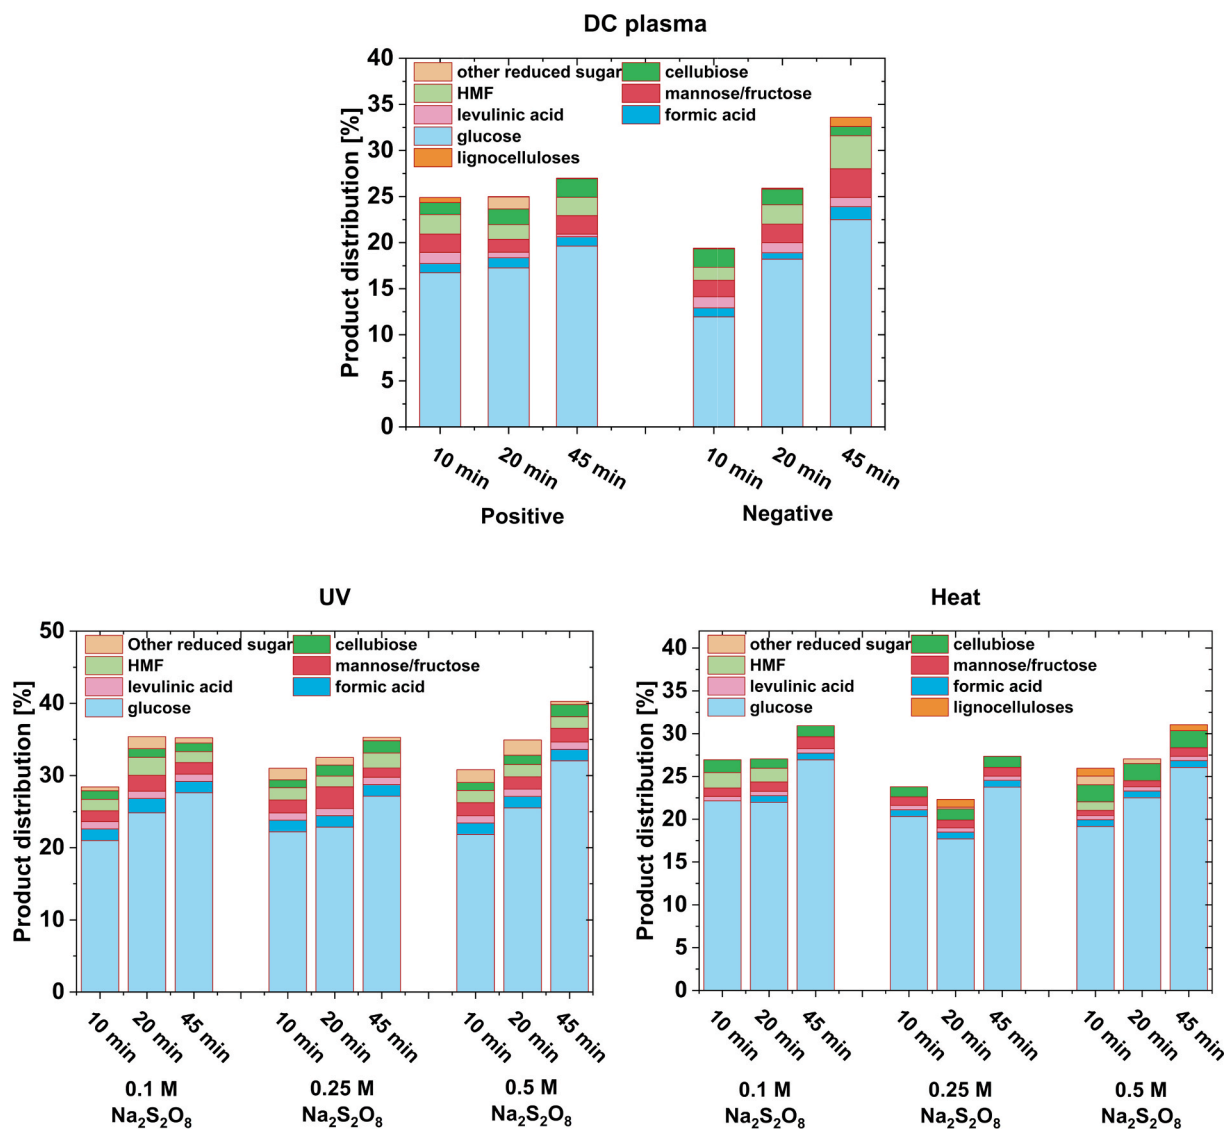 DC plasma
Product distribution [%]
40
35
30
25
20
15
10
5
0
other reduced sugar
cellubiose
HMF
mannose/fructose
levulinic acid
formic acid
glucose
lignocelluloses
10 min
20 min
45 min
10 min
20 min
45 min
Positive
Negative
UV
Product distribution [%]
50
40
30
20
10
0
Other reduced sugar
cellubiose
HMF
mannose/fructose
levulinic acid
formic acid
glucose
10 min
20 min
45 min
10 min
20 min
45 min
10 min
20 min
45 min
0.1 M
Na₂S₂O₈
0.25 M
Na₂S₂O₈
0.5 M
Na₂S₂O₈
Heat
Product distribution [%]
40
35
30
25
20
15
10
5
0
other reduced sugar
cellubiose
HMF
mannose/fructose
levulinic acid
formic acid
glucose
lignocelluloses
10 min
20 min
45 min
10 min
20 min
45 min
10 min
20 min
45 min
0.1 M
Na₂S₂O₈
0.25 M
Na₂S₂O₈
0.5 M
Na₂S₂O₈